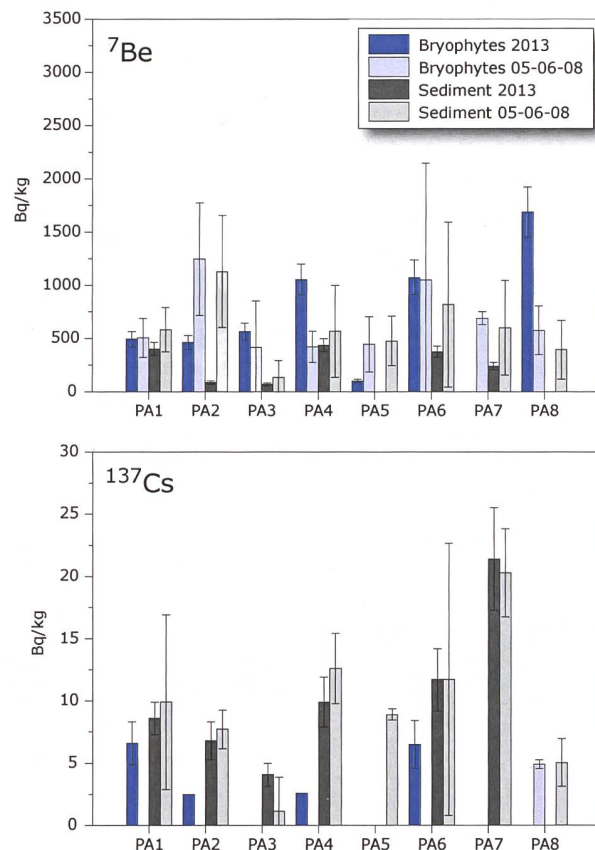 3500
3000
2500
2000
1500
1000
500
0
Bq/kg
⁷Be
Bryophytes 2013
Bryophytes 05-06-08
Sediment 2013
Sediment 05-06-08
PA1 PA2 PA3 PA4 PA5 PA6 PA7 PA8
30
25
20
15
10
5
0
Bq/kg
¹³⁷Cs
PA1 PA2 PA3 PA4 PA5 PA6 PA7 PA8